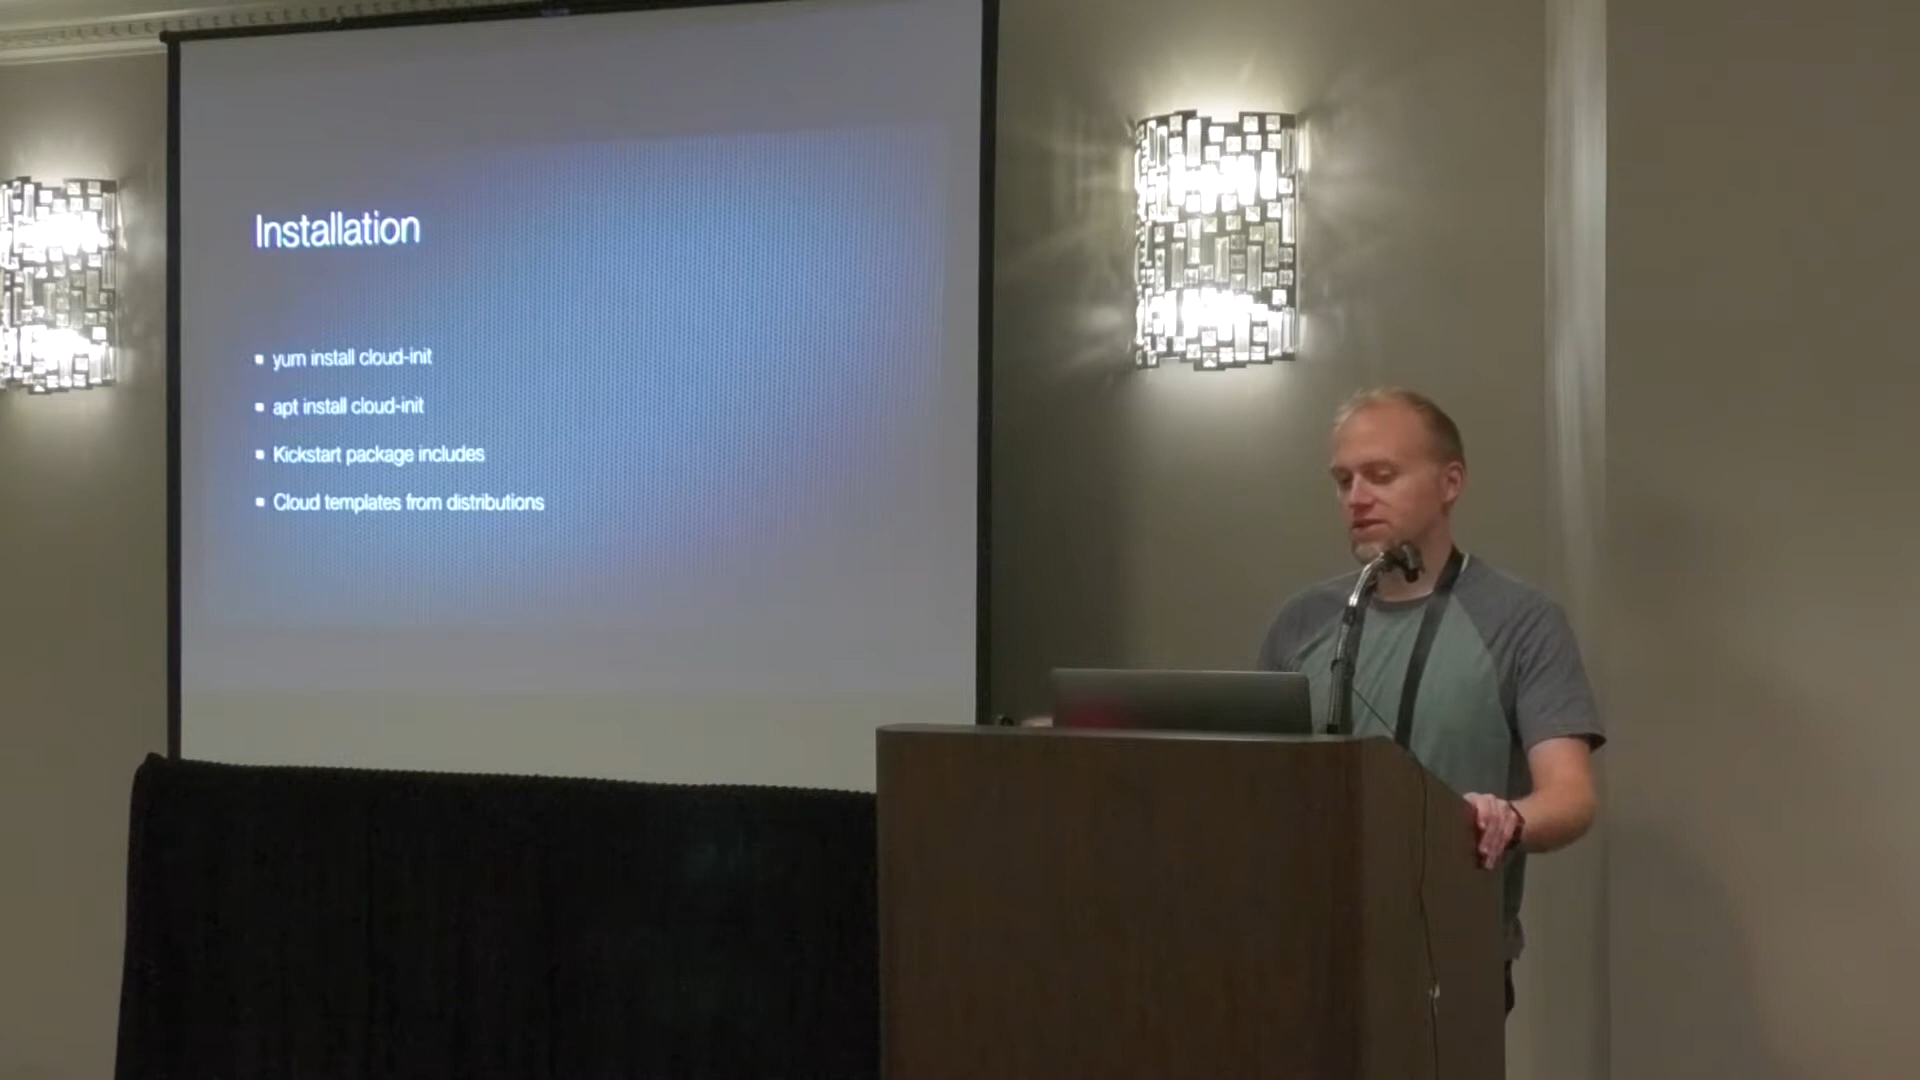 Installation
yum install cloud-init
apt install cloud-init
Kickstart package includes
Cloud templates from distributions